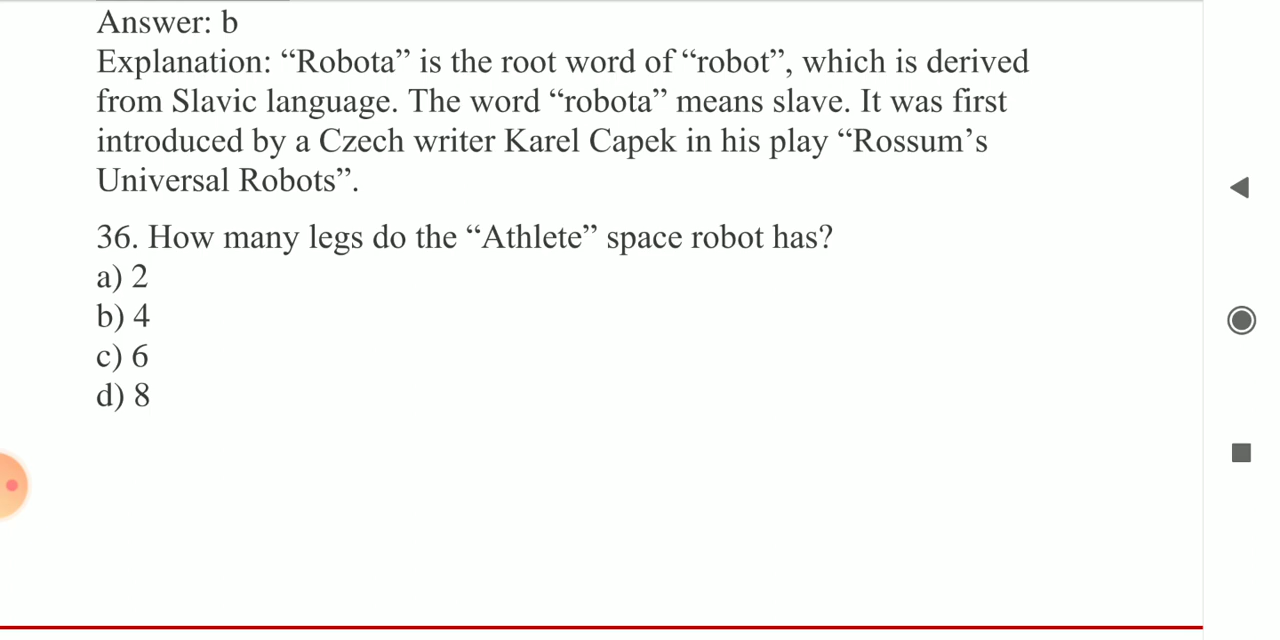 Answer: b
Explanation: “Robota” is the root word of “robot”, which is derived
from Slavic language. The word “robota” means slave. It was first
introduced by a Czech writer Karel Capek in his play “Rossum’s
Universal Robots”.
36. How many legs do the “Athlete” space robot has?
a) 2
b) 4
c) 6
d) 8